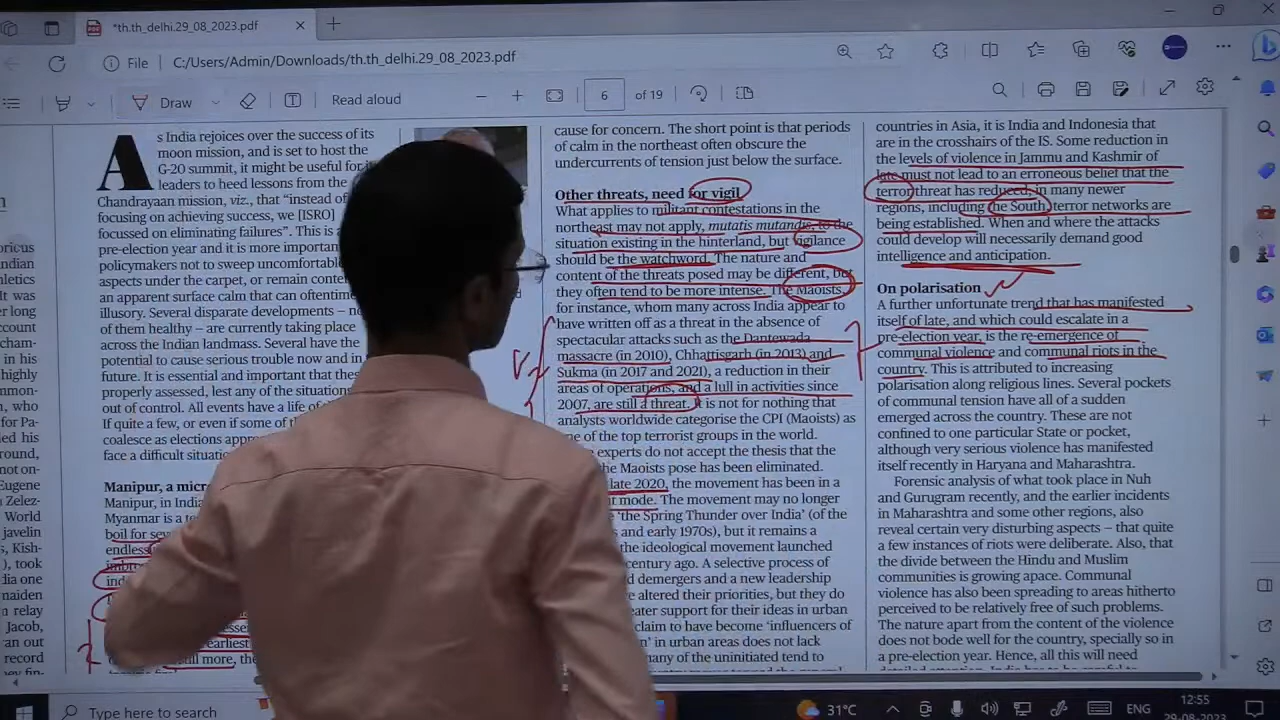 *th.th_delhi.29_08_2023.pdf
File
C:/Users/Admin/Downloads/th.th_delhi.29_08_2023.pdf
Draw
Read aloud
6
of 19
s India rejoices over the success of its
A
moon mission, and is set to host the
G-20 summit, it might be useful for
leaders to heed lessons from the
Chandrayaan mission, viz., that “instead of
focusing on achieving success, we [ISRO]
focussed on eliminating failures”. This is
pre-election year and it is more important
policymakers not to sweep uncomfortable
aspects under the carpet, or remain
an apparent surface calm that can oftentime
illusory. Several disparate developments –
of them healthy – are currently taking place
across the Indian landmass. Several have the
potential to cause serious trouble now and in
future. It is essential and important that these
properly assessed, lest any of the situations
out of control. All events have a life of
If quite a few, or even if some of
coalesce as elections
face a difficult
Manipur, a
Manipur, in
Myanmar is a
boil for
endless
earliest
still more, the
cause for concern. The short point is that periods
of calm in the northeast often obscure the
undercurrents of tension just below the surface.
Other threats, need for vigil
What applies to militant contestations in the
northeast may not apply, mutatis mutandis, to the
situation existing in the hinterland, but vigilance
should be the watchword. The nature and
content of the threats posed may be different, but
they often tend to be more intense. The Maoists
for instance, whom many across India appear to
have written off as a threat in the absence of
spectacular attacks such as the Dantewada
massacre (in 2010), Chhattisgarh (in 2013) and
Sukma (in 2017 and 2021), a reduction in their
areas of operations, and a lull in activities since
2007, are still a threat. It is not for nothing that
analysts worldwide categorise the CPI (Maoists) as
one of the top terrorist groups in the world.
experts do not accept the thesis that the
the Maoists pose has been eliminated.
late 2020, the movement has been in a
mode. The movement may no longer
‘the Spring Thunder over India’ (of the
and early 1970s), but it remains a
the ideological movement launched
century ago. A selective process of
demergers and a new leadership
altered their priorities, but they do
support for their ideas in urban
claim to have become ‘influencers of
in urban areas does not lack
many of the uninitiated tend to
countries in Asia, it is India and Indonesia that
are in the crosshairs of the IS. Some reduction in
the levels of violence in Jammu and Kashmir of
late must not lead to an erroneous belief that the
terror threat has reduced, in many newer
regions, including the South, terror networks are
being established. When and where the attacks
could develop will necessarily demand good
intelligence and anticipation.
On polarisation
A further unfortunate trend that has manifested
itself of late, and which could escalate in a
pre-election year, is the re-emergence of
communal violence and communal riots in the
country. This is attributed to increasing
polarisation along religious lines. Several pockets
of communal tension have all of a sudden
emerged across the country. These are not
confined to one particular State or pocket,
although very serious violence has manifested
itself recently in Haryana and Maharashtra.
Forensic analysis of what took place in Nuh
and Gurugram recently, and the earlier incidents
in Maharashtra and some other regions, also
reveal certain very disturbing aspects – that quite
a few instances of riots were deliberate. Also, that
the divide between the Hindu and Muslim
communities is growing apace. Communal
violence has also been spreading to areas hitherto
perceived to be relatively free of such problems.
The nature apart from the content of the violence
does not bode well for the country, specially so in
a pre-election year. Hence, all this will need
Type here to search
31°C
ENG
12:55
29-08-2023